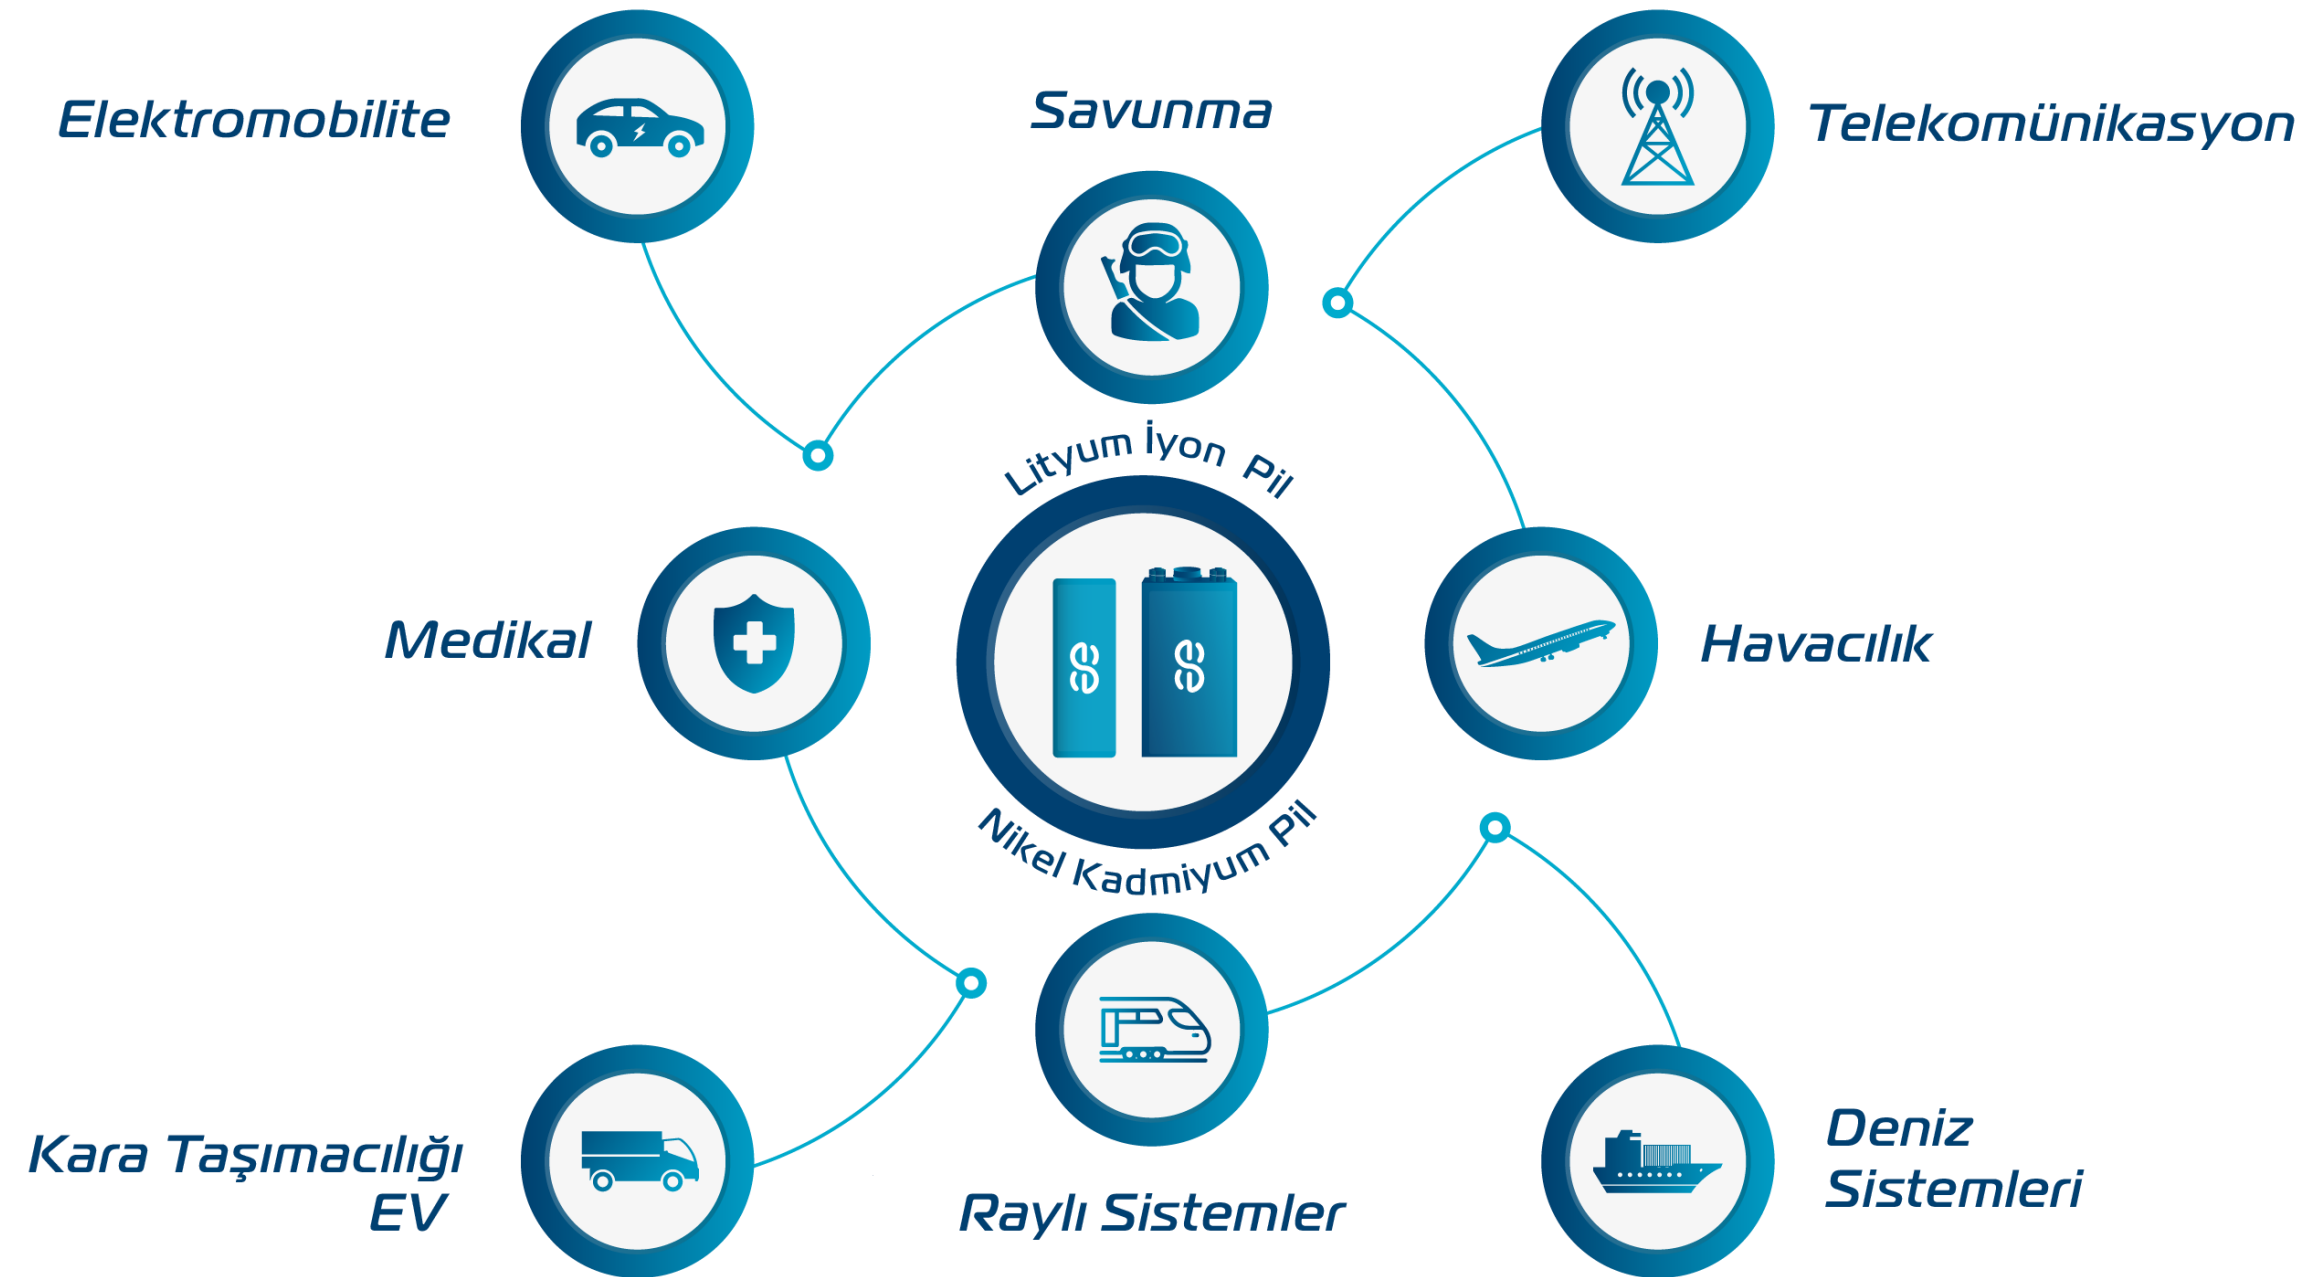 Elektromobilite
Savunma
Telekomünikasyon
Lityum İyon Pil
Medikal
Havacılık
Nikel Kadmiyum Pil
Kara Taşımacılığı
EV
Raylı Sistemler
Deniz
Sistemleri